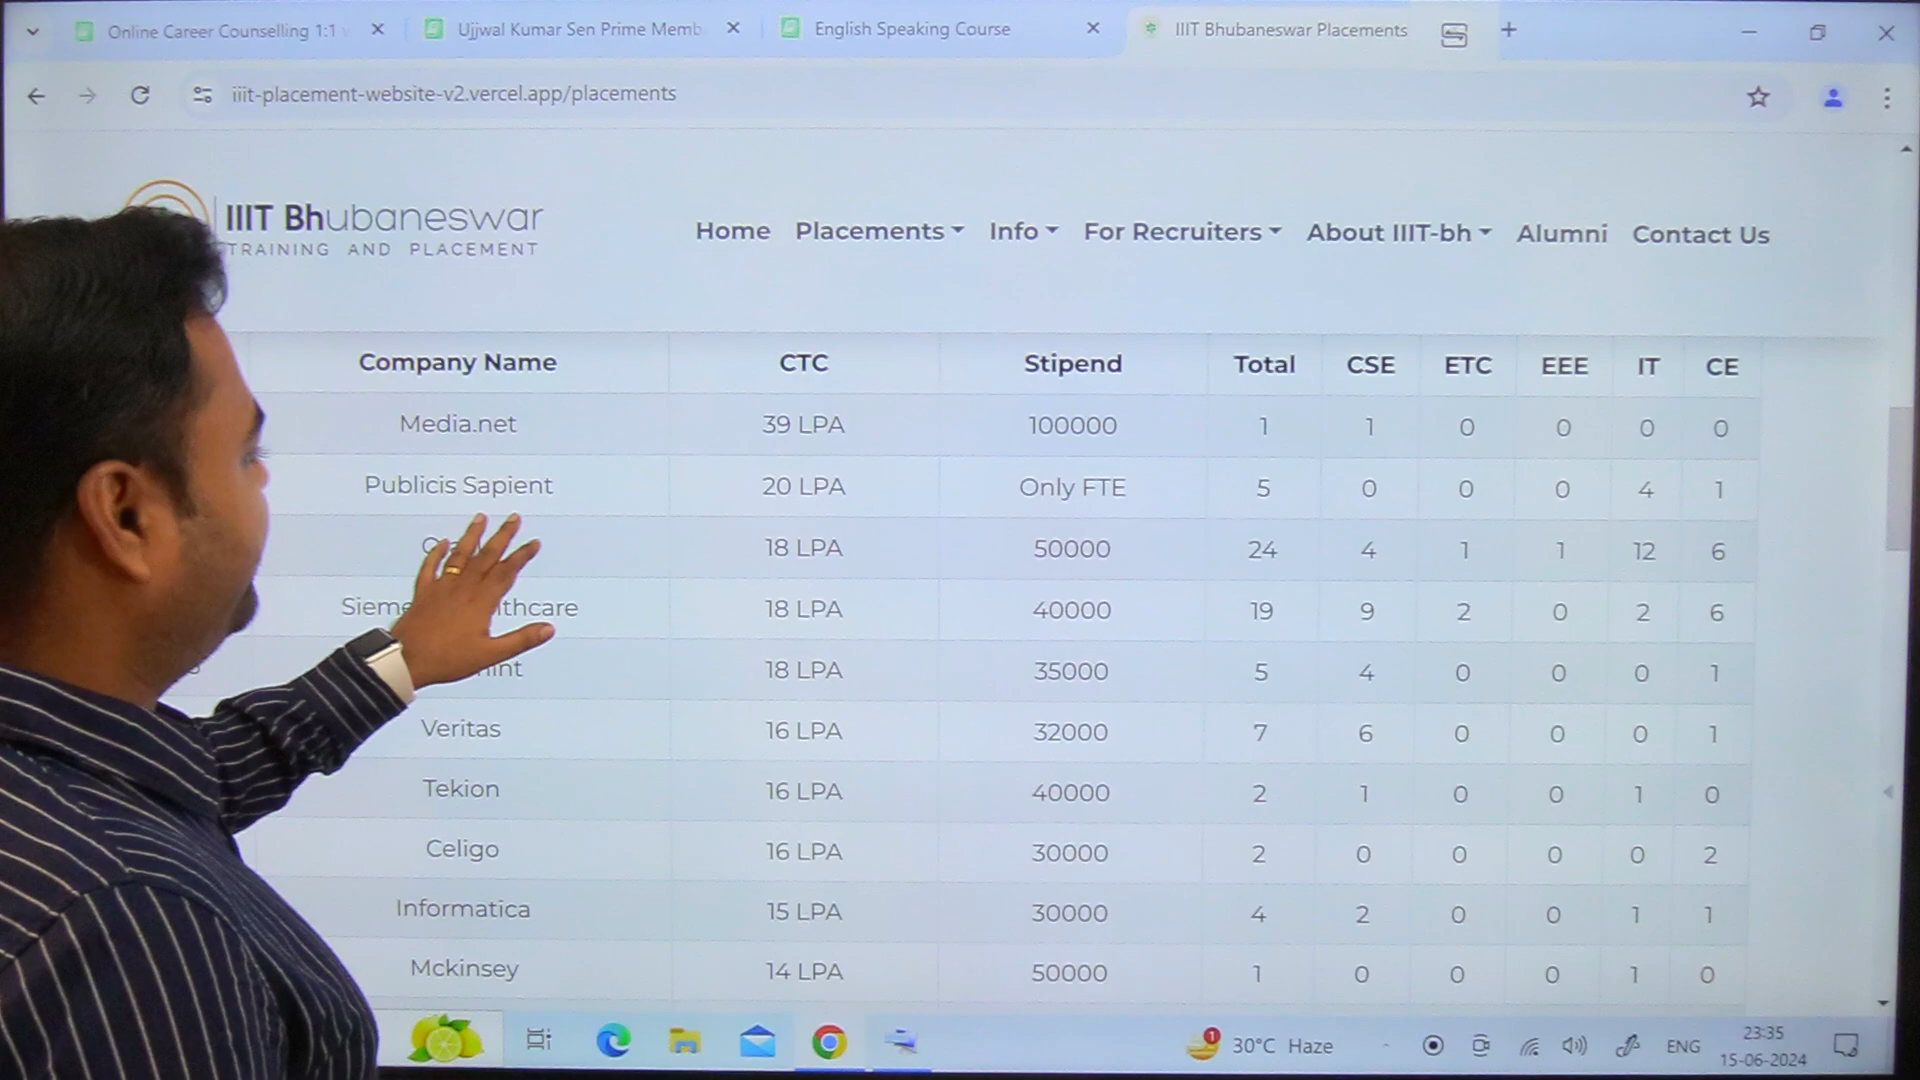 Online Career Counselling 1:1
Ujjwal Kumar Sen Prime Memb
English Speaking Course
IIIT Bhubaneswar Placements
iiit-placement-website-v2.vercel.app/placements
IIIT Bhubaneswar
TRAINING AND PLACEMENT
Home Placements Info For Recruiters About IIIT-bh Alumni Contact Us
Company Name CTC Stipend Total CSE ETC EEE IT CE
Media.net 39 LPA 100000 1 1 0 0 0 0
Publicis Sapient 20 LPA Only FTE 5 0 0 0 4 1
18 LPA 50000 24 4 1 1 12 6
18 LPA 40000 19 9 2 0 2 6
18 LPA 35000 5 4 0 0 0 1
Veritas 16 LPA 32000 7 6 0 0 0 1
Tekion 16 LPA 40000 2 1 0 0 1 0
Celigo 16 LPA 30000 2 0 0 0 0 2
Informatica 15 LPA 30000 4 2 0 0 1 1
Mckinsey 14 LPA 50000 1 0 0 0 1 0
1
30°C Haze
ENG
23:35
15-06-2024